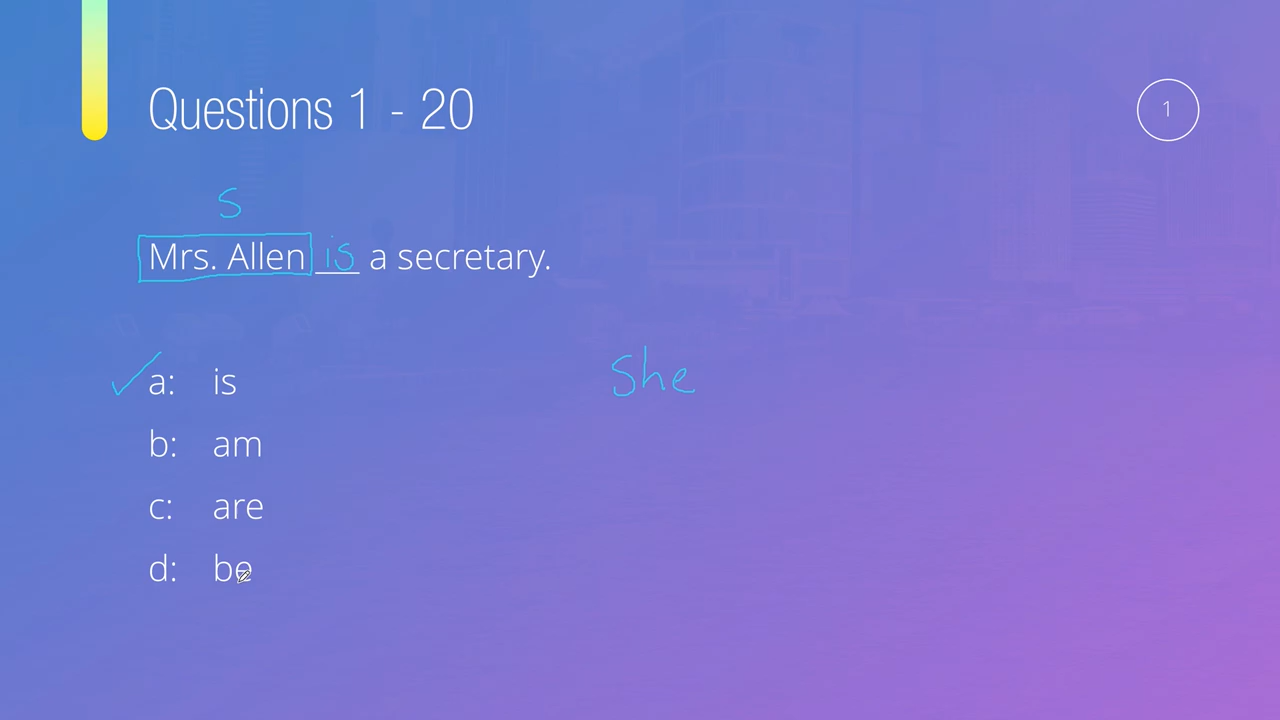 Questions 1 - 20
1
S
Mrs. Allen is a secretary.
a: is
She
b: am
c: are
d: be